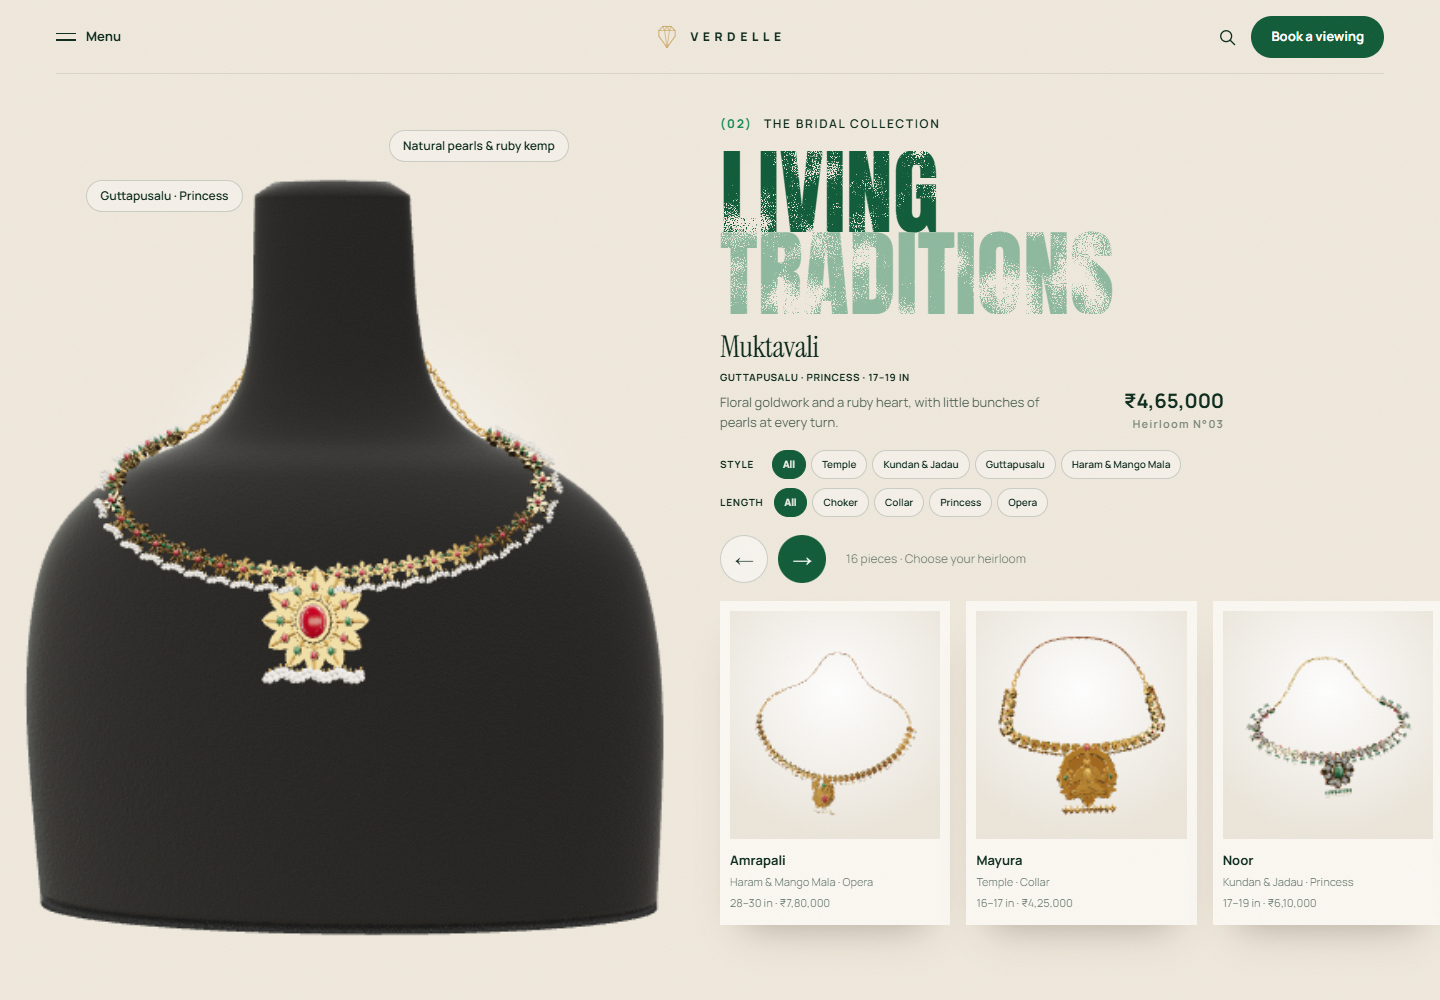 Menu
VERDELLE
Book a viewing
Natural pearls & ruby kemp
Guttapusalu · Princess
(02) THE BRIDAL COLLECTION
LIVING
TRADITIONS
Muktavali
GUTTAPUSALU · PRINCESS · 17–19 IN
Floral goldwork and a ruby heart, with little bunches of
pearls at every turn.
₹4,65,000
Heirloom N°03
STYLE All Temple Kundan & Jadau Guttapusalu Haram & Mango Mala
LENGTH All Choker Collar Princess Opera
← → 16 pieces · Choose your heirloom
Amrapali
Haram & Mango Mala · Opera
28–30 in · ₹7,80,000
Mayura
Temple · Collar
16–17 in · ₹4,25,000
Noor
Kundan & Jadau · Princess
17–19 in · ₹6,10,000